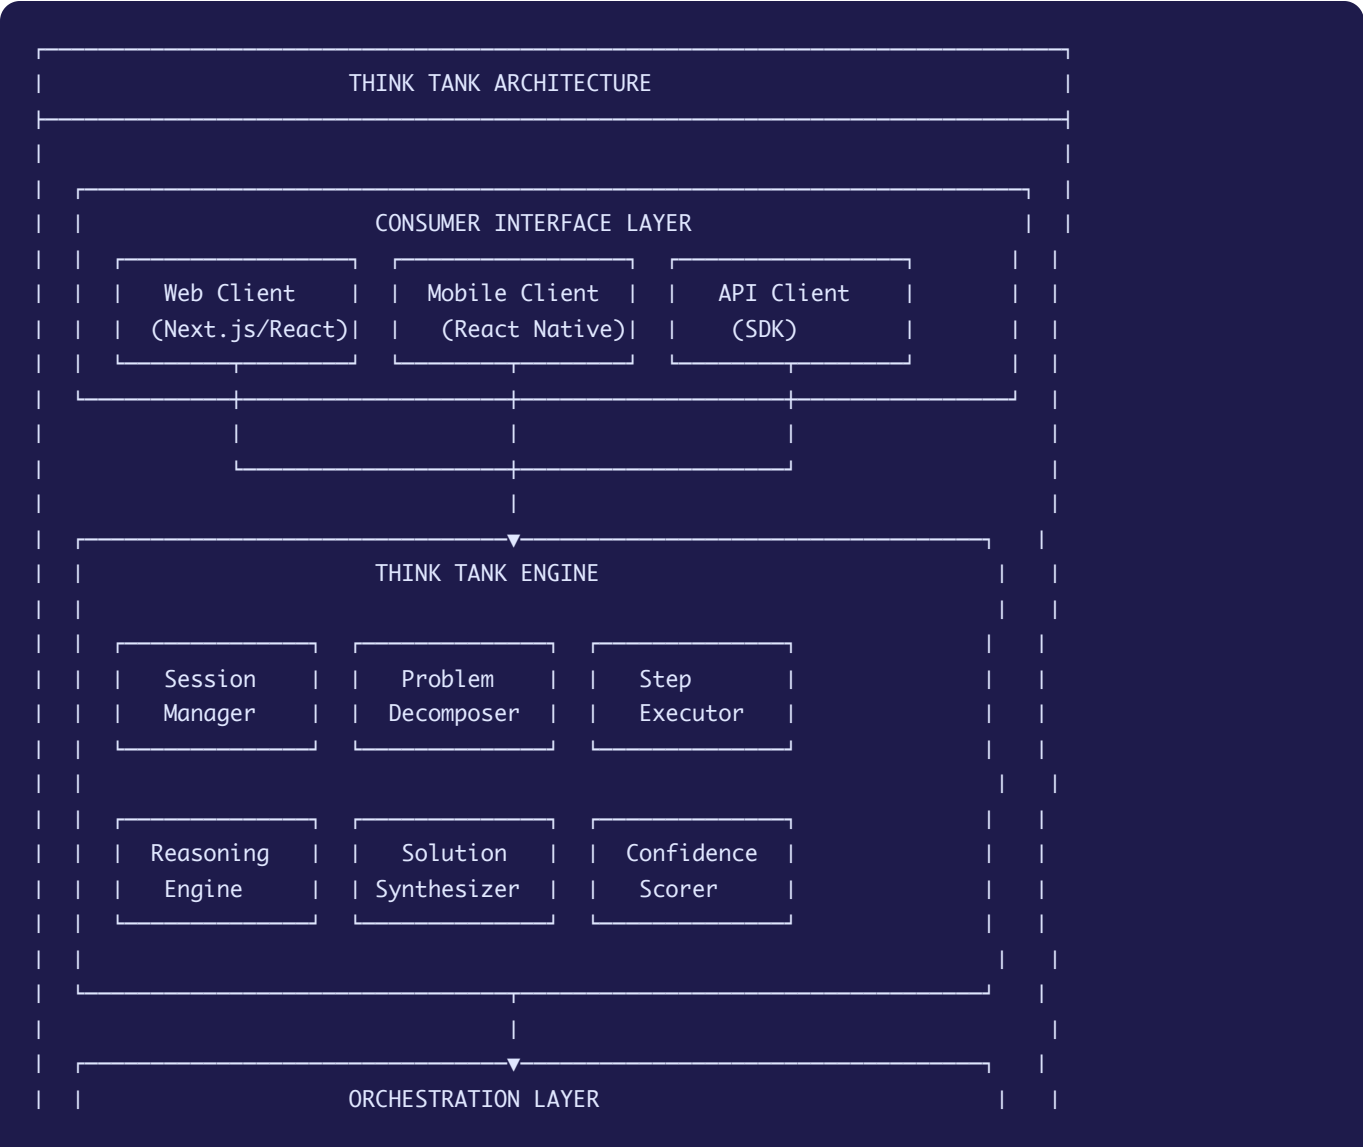 THINK TANK ARCHITECTURE
CONSUMER INTERFACE LAYER
Web Client Mobile Client API Client
(Next.js/React) (React Native) (SDK)
THINK TANK ENGINE
Session Problem Step
Manager Decomposer Executor
Reasoning Solution Confidence
Engine Synthesizer Scorer
ORCHESTRATION LAYER